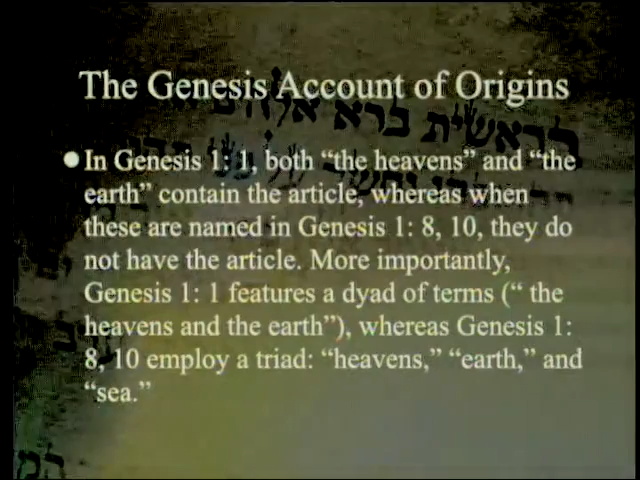 The Genesis Account of Origins
בראשית ברא אלהים
In Genesis 1: 1, both “the heavens” and “the
earth” contain the article, whereas when
these are named in Genesis 1: 8, 10, they do
not have the article. More importantly,
Genesis 1: 1 features a dyad of terms (“ the
heavens and the earth”), whereas Genesis 1:
8, 10 employ a triad: “heavens,” “earth,” and
“sea.”